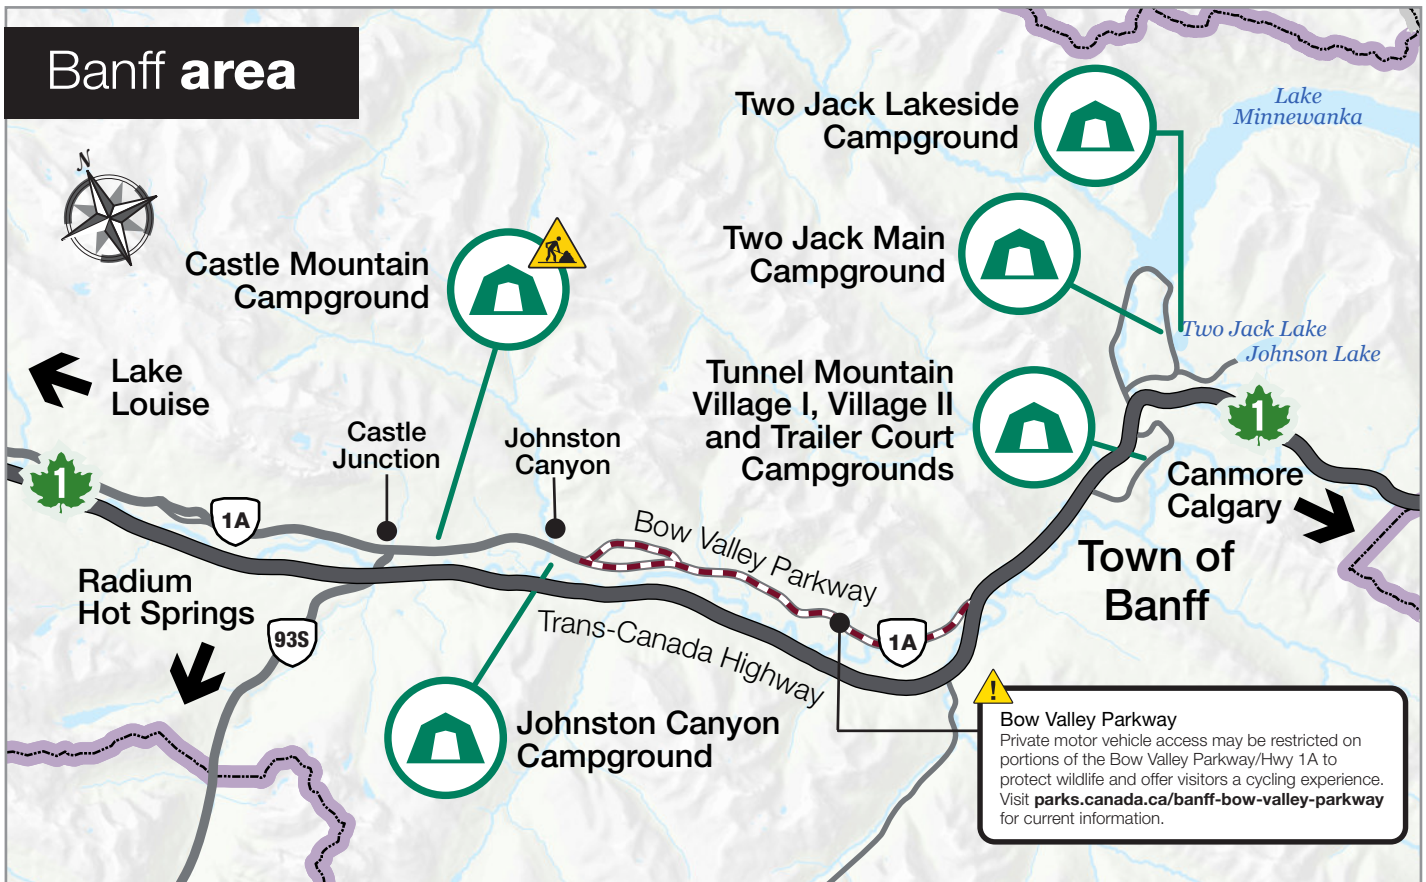 Banff area
N
Two Jack Lakeside
Campground
Lake
Minnewanka
Two Jack Main
Campground
Castle Mountain
Campground
Two Jack Lake
Johnson Lake
Lake
Louise
Tunnel Mountain
Village I, Village II
and Trailer Court
Campgrounds
1
Castle
Junction
Johnston
Canyon
Canmore
Calgary
1
1A
Bow Valley Parkway
Town of
Banff
Radium
Hot Springs
93S
Trans-Canada Highway
1A
Johnston Canyon
Campground
!
Bow Valley Parkway
Private motor vehicle access may be restricted on
portions of the Bow Valley Parkway/Hwy 1A to
protect wildlife and offer visitors a cycling experience.
Visit parks.canada.ca/banff-bow-valley-parkway
for current information.